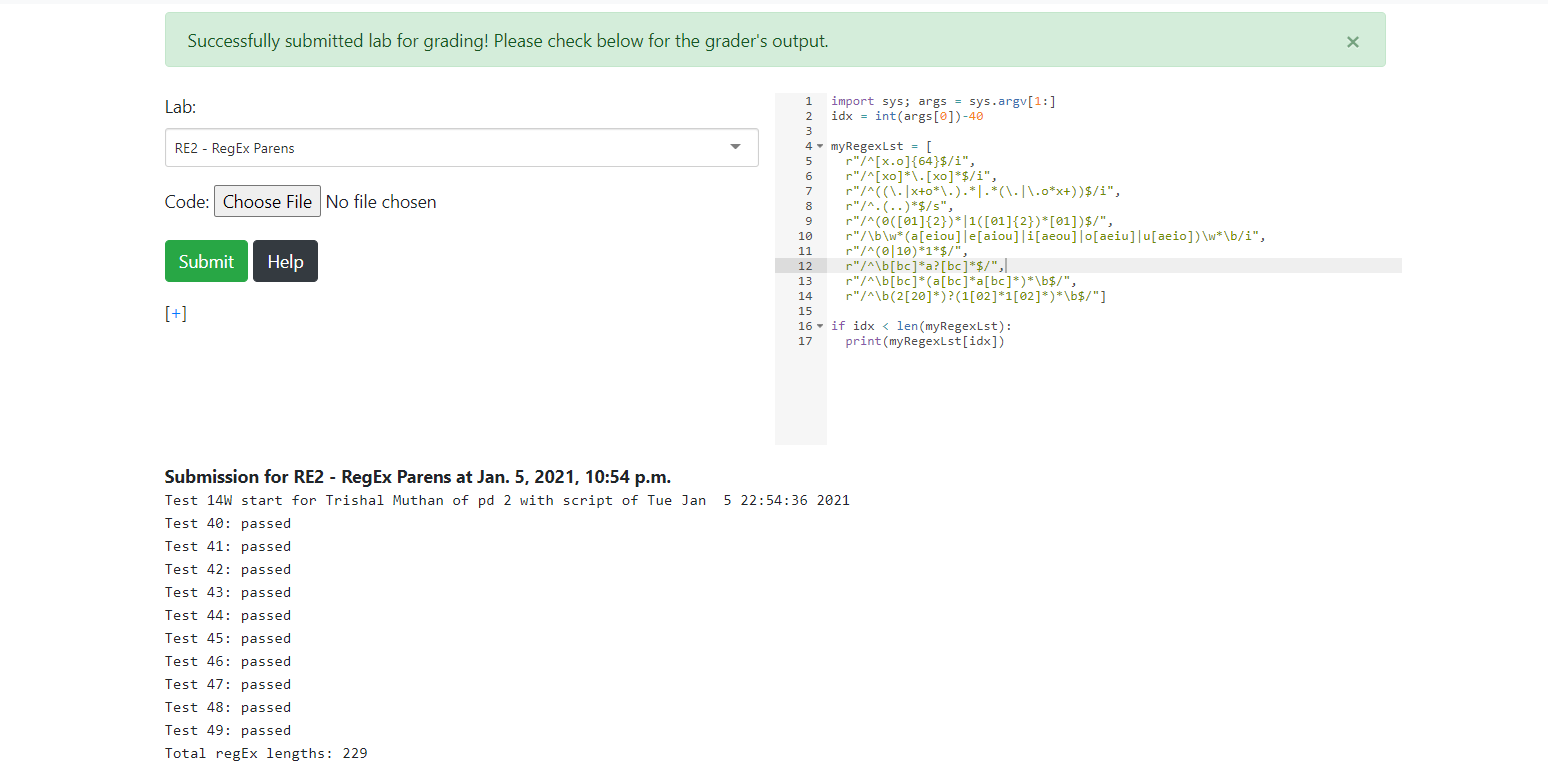 Successfully submitted lab for grading! Please check below for the grader's output. ×
Lab:
RE2 - RegEx Parens
Code: Choose File No file chosen
Submit Help
[+]
1 import sys; args = sys.argv[1:]
2 idx = int(args[0])-40
3
4 myRegexLst = [
5 r"/^[x.o]{64}$/i",
6 r"/^[xo]*\.[xo]*$/i",
7 r"/^((\.|x+o*\.).*|.*(\.|\.o*x+))$/i",
8 r"/^.(..)*$/s",
9 r"/^(0([01]{2})*|1([01]{2})*[01])$/",
10 r"/\b\w*(a[eiou]|e[aiou]|i[aeou]|o[aeiu]|u[aeio])\w*\b/i",
11 r"/^(0|10)*1*$/",
12 r"/^\b[bc]*a?[bc]*$/",
13 r"/^\b[bc]*(a[bc]*a[bc]*)*\b$/",
14 r"/^\b(2[20]*)?(1[02]*1[02]*)*\b$/"]
15
16 if idx < len(myRegexLst):
17 print(myRegexLst[idx])
Submission for RE2 - RegEx Parens at Jan. 5, 2021, 10:54 p.m.
Test 14W start for Trishal Muthan of pd 2 with script of Tue Jan  5 22:54:36 2021
Test 40: passed
Test 41: passed
Test 42: passed
Test 43: passed
Test 44: passed
Test 45: passed
Test 46: passed
Test 47: passed
Test 48: passed
Test 49: passed
Total regEx lengths: 229